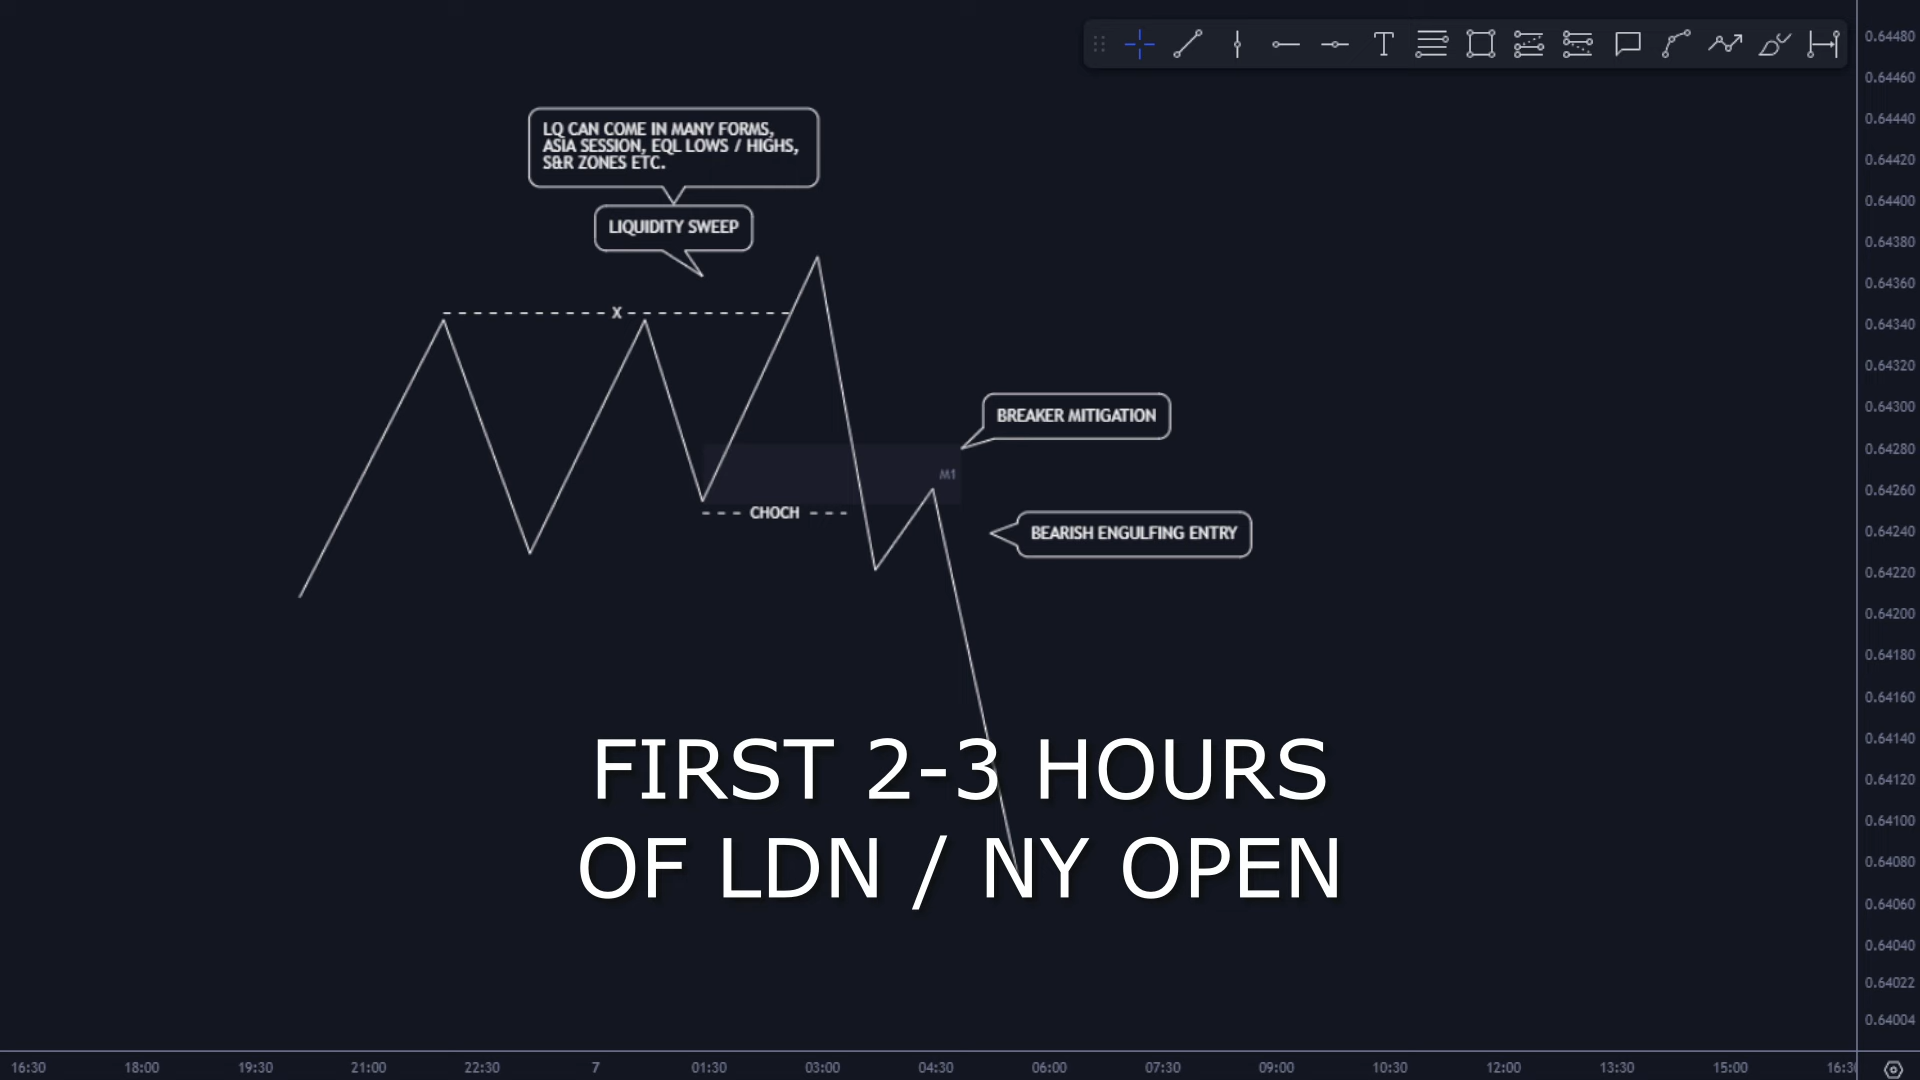 T
LQ CAN COME IN MANY FORMS,
ASIA SESSION, EQL LOWS / HIGHS,
S&R ZONES ETC.
LIQUIDITY SWEEP
X
BREAKER MITIGATION
M1
CHOCH
BEARISH ENGULFING ENTRY
FIRST 2-3 HOURS
OF LDN / NY OPEN
0.64480
0.64460
0.64440
0.64420
0.64400
0.64380
0.64360
0.64340
0.64320
0.64300
0.64280
0.64260
0.64240
0.64220
0.64200
0.64180
0.64160
0.64140
0.64120
0.64100
0.64080
0.64060
0.64040
0.64022
0.64004
16:30 18:00 19:30 21:00 22:30 7 01:30 03:00 04:30 06:00 07:30 09:00 10:30 12:00 13:30 15:00 16:30